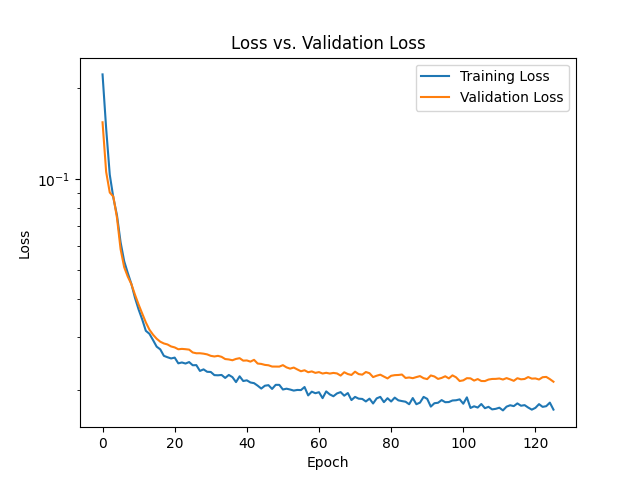 Loss vs. Validation Loss
Training Loss
Validation Loss
10⁻¹
Loss
0 20 40 60 80 100 120
Epoch